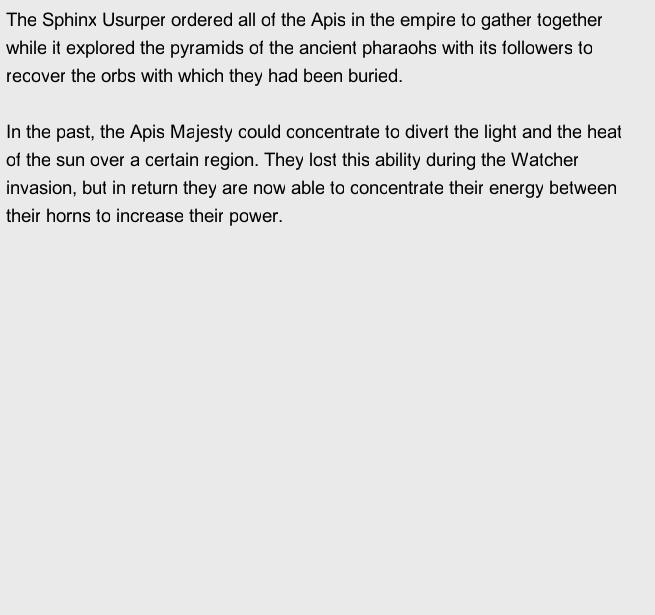 The Sphinx Usurper ordered all of the Apis in the empire to gather together
while it explored the pyramids of the ancient pharaohs with its followers to
recover the orbs with which they had been buried.

In the past, the Apis Majesty could concentrate to divert the light and the heat
of the sun over a certain region. They lost this ability during the Watcher
invasion, but in return they are now able to concentrate their energy between
their horns to increase their power.